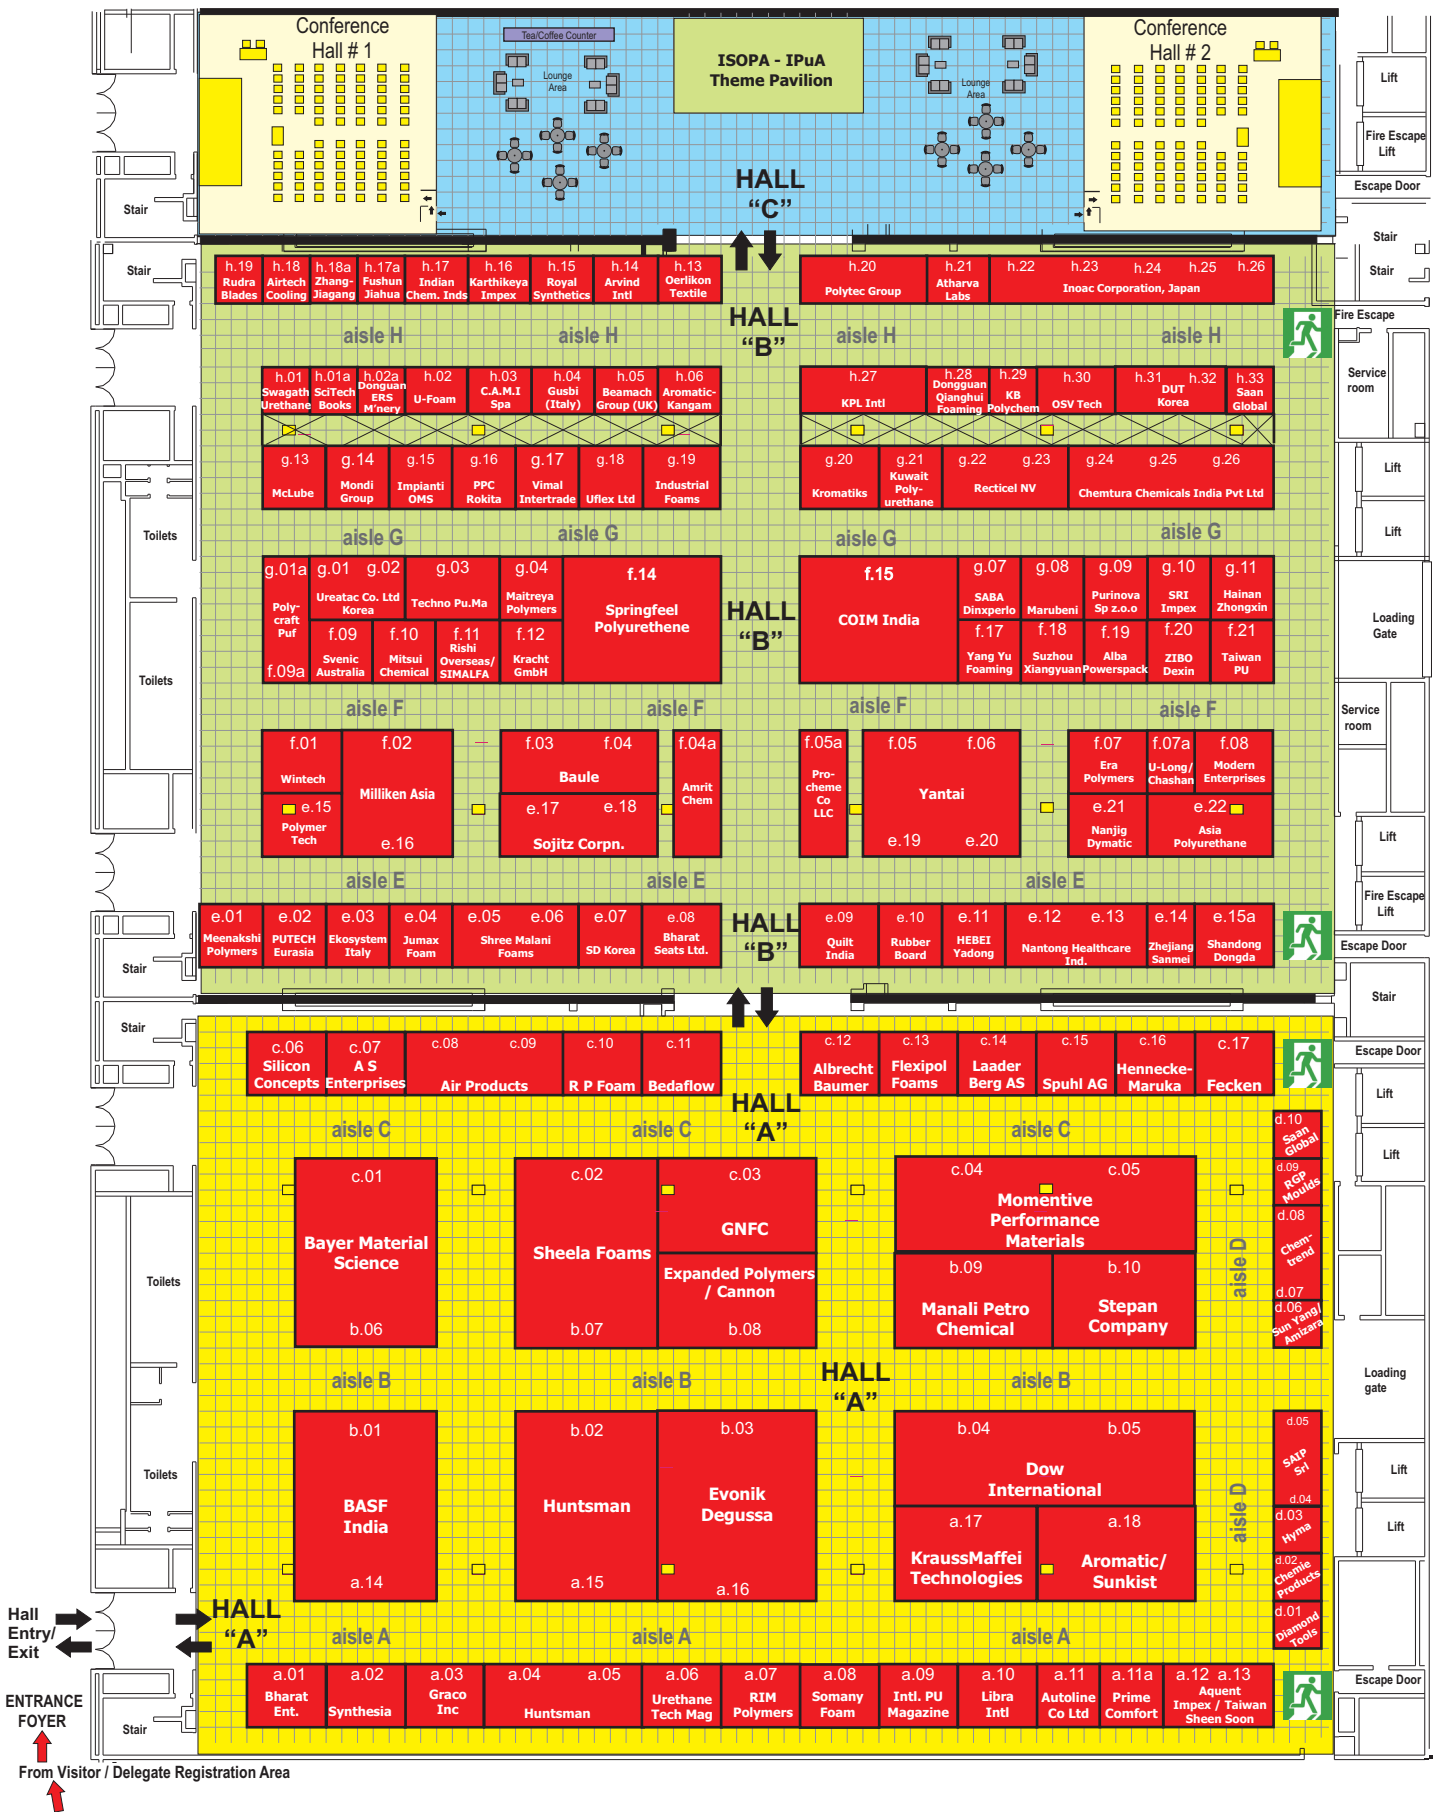 Conference
Hall # 1
Tea/Coffee Counter
Lounge
Area
ISOPA - IPuA
Theme Pavilion
Lounge
Area
Conference
Hall # 2
Lift
Fire Escape
Lift
Escape Door
Stair
Stair
HALL
“C”
Stair
Stair
h.19
Rudra
Blades
h.18
Airtech
Cooling
h.18a
Zhang-
Jiagang
h.17a
Fushun
Jiahua
h.17
Indian
Chem. Inds
h.16
Karthikeya
Impex
h.15
Royal
Synthetics
h.14
Arvind
Intl
h.13
Oerlikon
Textile
h.20
Polytec Group
h.21
Atharva
Labs
h.22 h.23 h.24 h.25 h.26
Inoac Corporation, Japan
Fire Escape
aisle H
aisle H
HALL
“B”
aisle H
aisle H
h.01
Swagath
Urethane
h.01a
SciTech
Books
h.02a
Donguan
ERS
M'nery
h.02
U-Foam
h.03
C.A.M.I
Spa
h.04
Gusbi
(Italy)
h.05
Beamach
Group (UK)
h.06
Aromatic-
Kangam
h.27
KPL Intl
h.28
Dongguan
Qianghui
Foaming
h.29
KB
Polychem
h.30
OSV Tech
h.31 h.32
DUT
Korea
h.33
Saan
Global
Service
room
g.13
McLube
g.14
Mondi
Group
g.15
Impianti
OMS
g.16
PPC
Rokita
g.17
Vimal
Intertrade
g.18
Uflex Ltd
g.19
Industrial
Foams
g.20
Kromatiks
g.21
Kuwait
Poly-
urethane
g.22 g.23
Recticel NV
g.24 g.25 g.26
Chemtura Chemicals India Pvt Ltd
Lift
Lift
Toilets
aisle G
aisle G
aisle G
aisle G
g.01a
Poly-
craft
Puf
f.09a
g.01 g.02
Ureatac Co. Ltd
Korea
g.03
Techno Pu.Ma
g.04
Maitreya
Polymers
f.14
Springfeel
Polyurethene
f.09
Svenic
Australia
f.10
Mitsui
Chemical
f.11
Rishi
Overseas/
SIMALFA
f.12
Kracht
GmbH
HALL
“B”
f.15
COIM India
g.07
SABA
Dinxperlo
g.08
Marubeni
g.09
Purinova
Sp z.o.o
g.10
SRI
Impex
g.11
Hainan
Zhongxin
f.17
Yang Yu
Foaming
f.18
Suzhou
Xiangyuan
f.19
Alba
Powerspack
f.20
ZIBO
Dexin
f.21
Taiwan
PU
Loading
Gate
Toilets
aisle F
aisle F
aisle F
aisle F
Service
room
f.01
Wintech
e.15
Polymer
Tech
f.02
Milliken Asia
e.16
f.03 f.04
Baule
e.17 e.18
Sojitz Corpn.
f.04a
Amrit
Chem
f.05a
Pro-
cheme
Co
LLC
f.05 f.06
Yantai
e.19 e.20
f.07
Era
Polymers
f.07a
U-Long/
Chashan
f.08
Modern
Enterprises
e.21
Nanjig
Dymatic
e.22
Asia
Polyurethane
Lift
aisle E
aisle E
aisle E
Fire Escape
Lift
e.01
Meenakshi
Polymers
e.02
PUTECH
Eurasia
e.03
Ekosystem
Italy
e.04
Jumax
Foam
e.05 e.06
Shree Malani
Foams
e.07
SD Korea
e.08
Bharat
Seats Ltd.
HALL
“B”
e.09
Quilt
India
e.10
Rubber
Board
e.11
HEBEI
Yadong
e.12 e.13
Nantong Healthcare
Ind.
e.14
Zhejiang
Sanmei
e.15a
Shandong
Dongda
Escape Door
Stair
Stair
Stair
c.06
Silicon
Concepts
c.07
A S
Enterprises
c.08 c.09
Air Products
c.10
R P Foam
c.11
Bedaflow
c.12
Albrecht
Baumer
c.13
Flexipol
Foams
c.14
Laader
Berg AS
c.15
Spuhl AG
c.16
Hennecke-
Maruka
c.17
Fecken
Escape Door
Lift
aisle C
aisle C
HALL
“A”
aisle C
d.10
Saan
Global
d.09
RGP
Moulds
d.08
Chem-
trend
d.07
d.06
Sun Yang/
Amizara
Lift
c.01
Bayer Material
Science
b.06
c.02
Sheela Foams
b.07
c.03
GNFC
Expanded Polymers
/ Cannon
b.08
c.04 c.05
Momentive
Performance
Materials
b.09
Manali Petro
Chemical
b.10
Stepan
Company
aisle D
Toilets
aisle B
aisle B
HALL
“A”
aisle B
Loading
gate
b.01
BASF
India
a.14
b.02
Huntsman
a.15
b.03
Evonik
Degussa
a.16
b.04 b.05
Dow
International
a.17
KraussMaffei
Technologies
a.18
Aromatic/
Sunkist
aisle D
d.05
SAIP
Srl
d.04
d.03
Hyma
d.02
Chemie
Products
d.01
Diamond
Tools
Toilets
Lift
Lift
Hall
Entry/
Exit
HALL
“A”
aisle A
aisle A
aisle A
a.01
Bharat
Ent.
a.02
Synthesia
a.03
Graco
Inc
a.04 a.05
Huntsman
a.06
Urethane
Tech Mag
a.07
RIM
Polymers
a.08
Somany
Foam
a.09
Intl. PU
Magazine
a.10
Libra
Intl
a.11
Autoline
Co Ltd
a.11a
Prime
Comfort
a.12 a.13
Aquent
Impex / Taiwan
Sheen Soon
Escape Door
ENTRANCE
FOYER
Stair
From Visitor / Delegate Registration Area